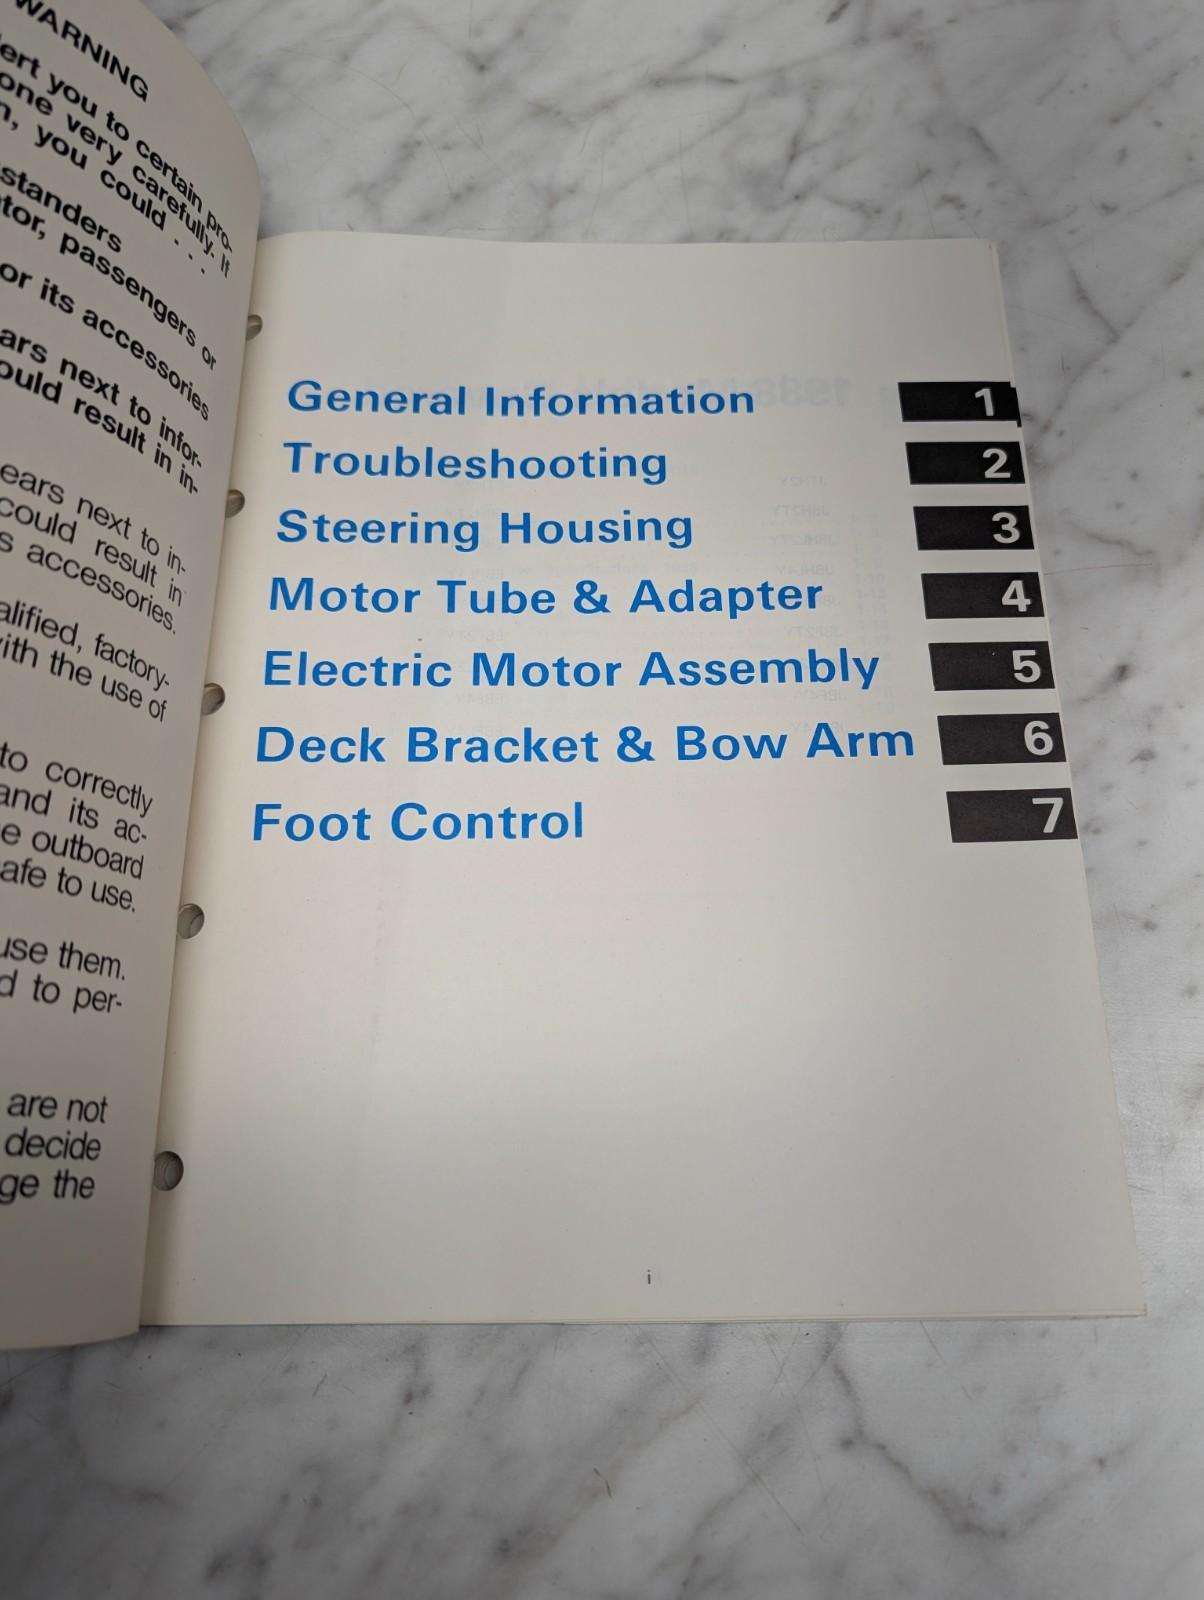 WARNING
lert you to certain pro-
one very carefully. If
n, you could . . .
standers
tor, passengers or
or its accessories
ars next to infor-
ould result in in-
ears next to in-
could result in
s accessories.
alified, factory-
ith the use of
to correctly
and its ac-
e outboard
afe to use.
use them.
d to per-
are not
decide
ge the
General Information 1
Troubleshooting 2
Steering Housing 3
Motor Tube & Adapter 4
Electric Motor Assembly 5
Deck Bracket & Bow Arm 6
Foot Control 7
i